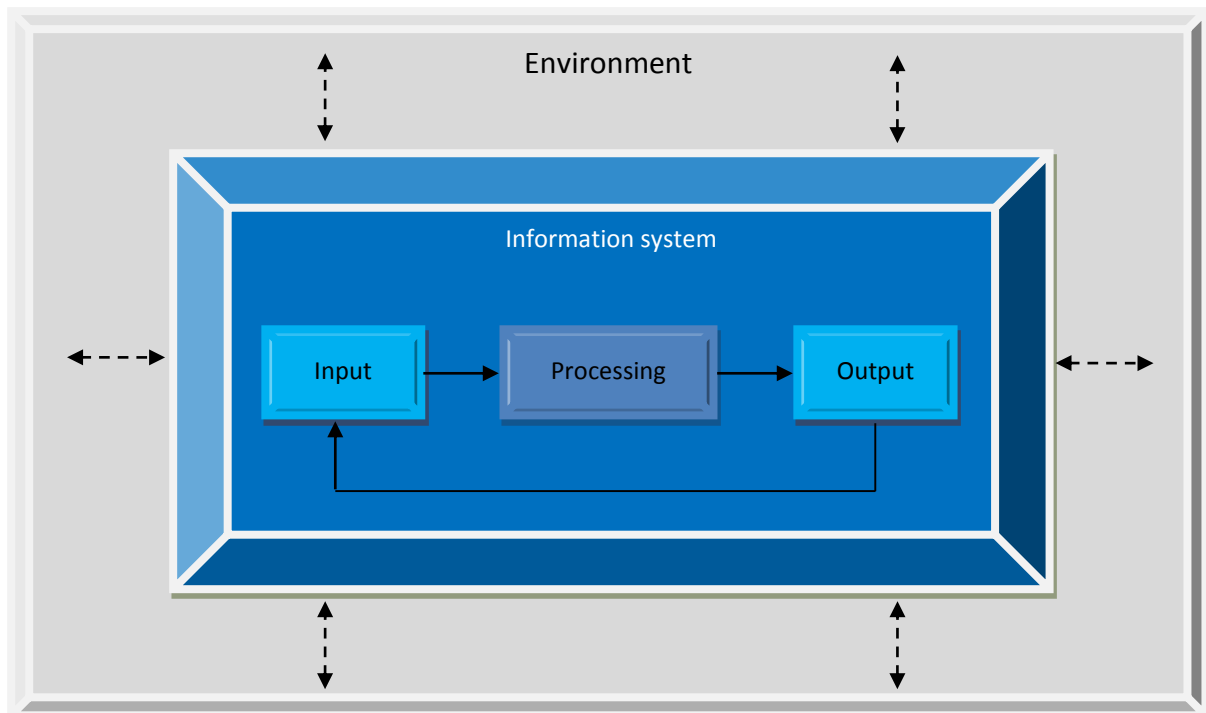 Environment
Information system
Input
Processing
Output